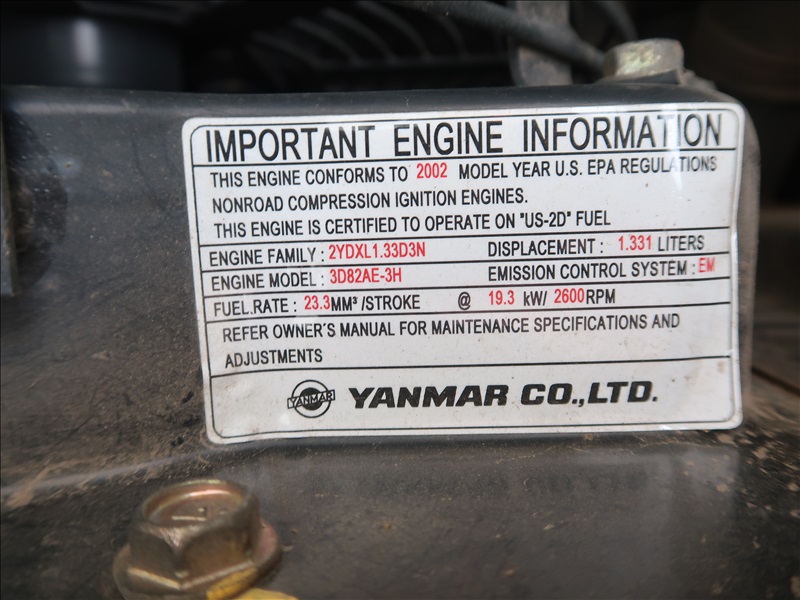 IMPORTANT ENGINE INFORMATION
THIS ENGINE CONFORMS TO 2002 MODEL YEAR U.S. EPA REGULATIONS
NONROAD COMPRESSION IGNITION ENGINES.
THIS ENGINE IS CERTIFIED TO OPERATE ON "US-2D" FUEL
ENGINE FAMILY : 2YDXL1.33D3N DISPLACEMENT : 1.331 LITERS
ENGINE MODEL : 3D82AE-3H EMISSION CONTROL SYSTEM : EM
FUEL.RATE : 23.3MM³ /STROKE @ 19.3 kW/ 2600RPM
REFER OWNER'S MANUAL FOR MAINTENANCE SPECIFICATIONS AND
ADJUSTMENTS
YANMAR YANMAR CO.,LTD.